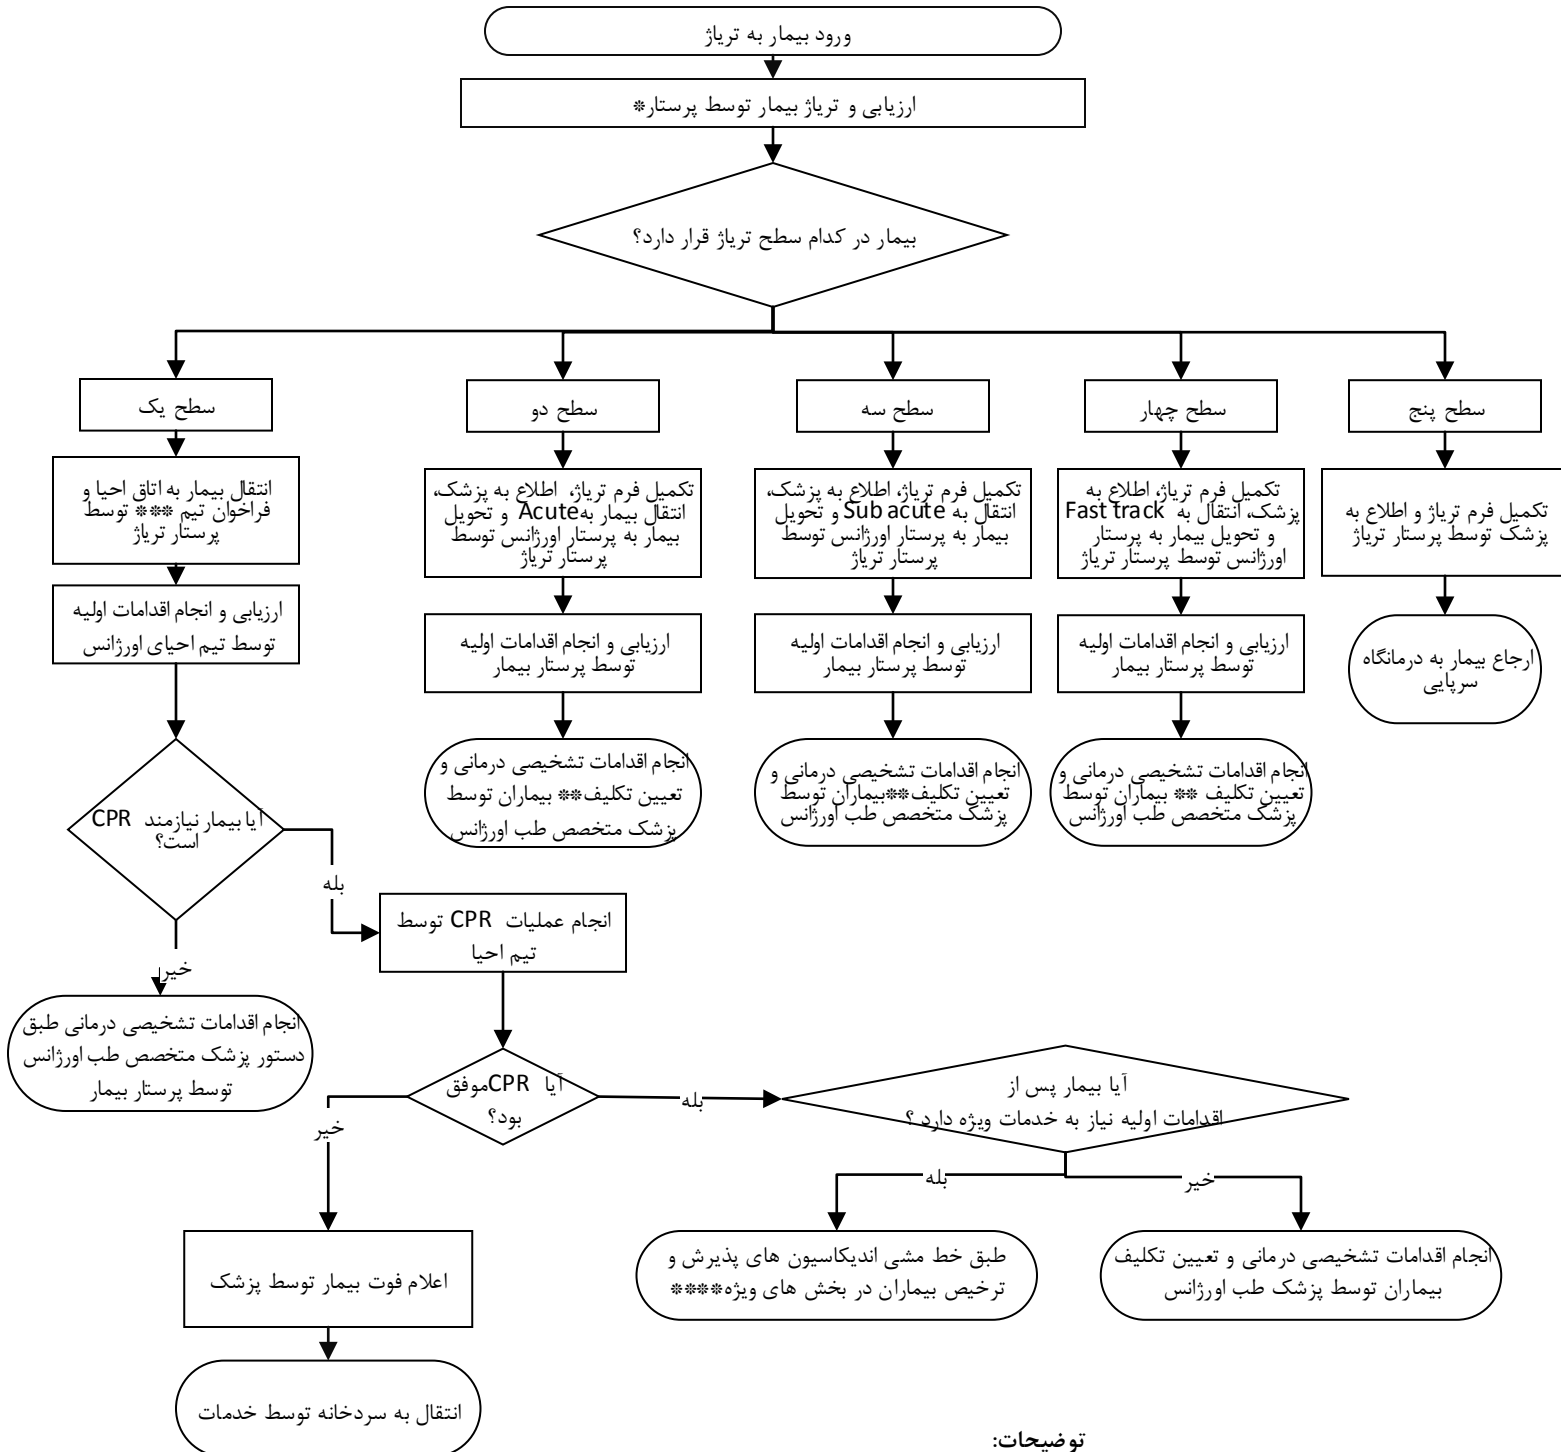 ورود بیمار به تریاژ
ارزیابی و تریاژ بیمار توسط پرستار*
بیمار در کدام سطح تریاژ قرار دارد؟
سطح یک
انتقال بیمار به اتاق احیا و
فراخوان تیم *** توسط
پرستار تریاژ
ارزیابی و انجام اقدامات اولیه
توسط تیم احیای اورژانس
آیا بیمار نیازمند CPR
است؟
بله
خیر
انجام اقدامات تشخیصی درمانی طبق
دستور پزشک متخصص طب اورژانس
توسط پرستار بیمار
سطح دو
تکمیل فرم تریاژ، اطلاع به پزشک،
انتقال بیمار به Acute و تحویل
بیمار به پرستار اورژانس توسط
پرستار تریاژ
ارزیابی و انجام اقدامات اولیه
توسط پرستار بیمار
انجام اقدامات تشخیصی درمانی و
تعیین تکلیف** بیماران توسط
پزشک متخصص طب اورژانس
سطح سه
تکمیل فرم تریاژ، اطلاع به پزشک،
انتقال به Sub acute و تحویل
بیمار به پرستار اورژانس توسط
پرستار تریاژ
ارزیابی و انجام اقدامات اولیه
توسط پرستار بیمار
انجام اقدامات تشخیصی درمانی و
تعیین تکلیف**بیماران توسط
پزشک متخصص طب اورژانس
سطح چهار
تکمیل فرم تریاژ، اطلاع به
پزشک، انتقال به Fast track
و تحویل بیمار به پرستار
اورژانس توسط پرستار تریاژ
ارزیابی و انجام اقدامات اولیه
توسط پرستار بیمار
انجام اقدامات تشخیصی درمانی و
تعیین تکلیف ** بیماران توسط
پزشک متخصص طب اورژانس
سطح پنج
تکمیل فرم تریاژ و اطلاع به
پزشک توسط پرستار تریاژ
ارجاع بیمار به درمانگاه
سرپایی
انجام عملیات CPR توسط
تیم احیا
آیا CPRموفق
بود؟
بله
خیر
آیا بیمار پس از
اقدامات اولیه نیاز به خدمات ویژه دارد ؟
بله
خیر
طبق خط مشی اندیکاسیون های پذیرش و
ترخیص بیماران در بخش های ویژه****
انجام اقدامات تشخیصی درمانی و تعیین تکلیف
بیماران توسط پزشک طب اورژانس
اعلام فوت بیمار توسط پزشک
انتقال به سردخانه توسط خدمات
توضیحات: